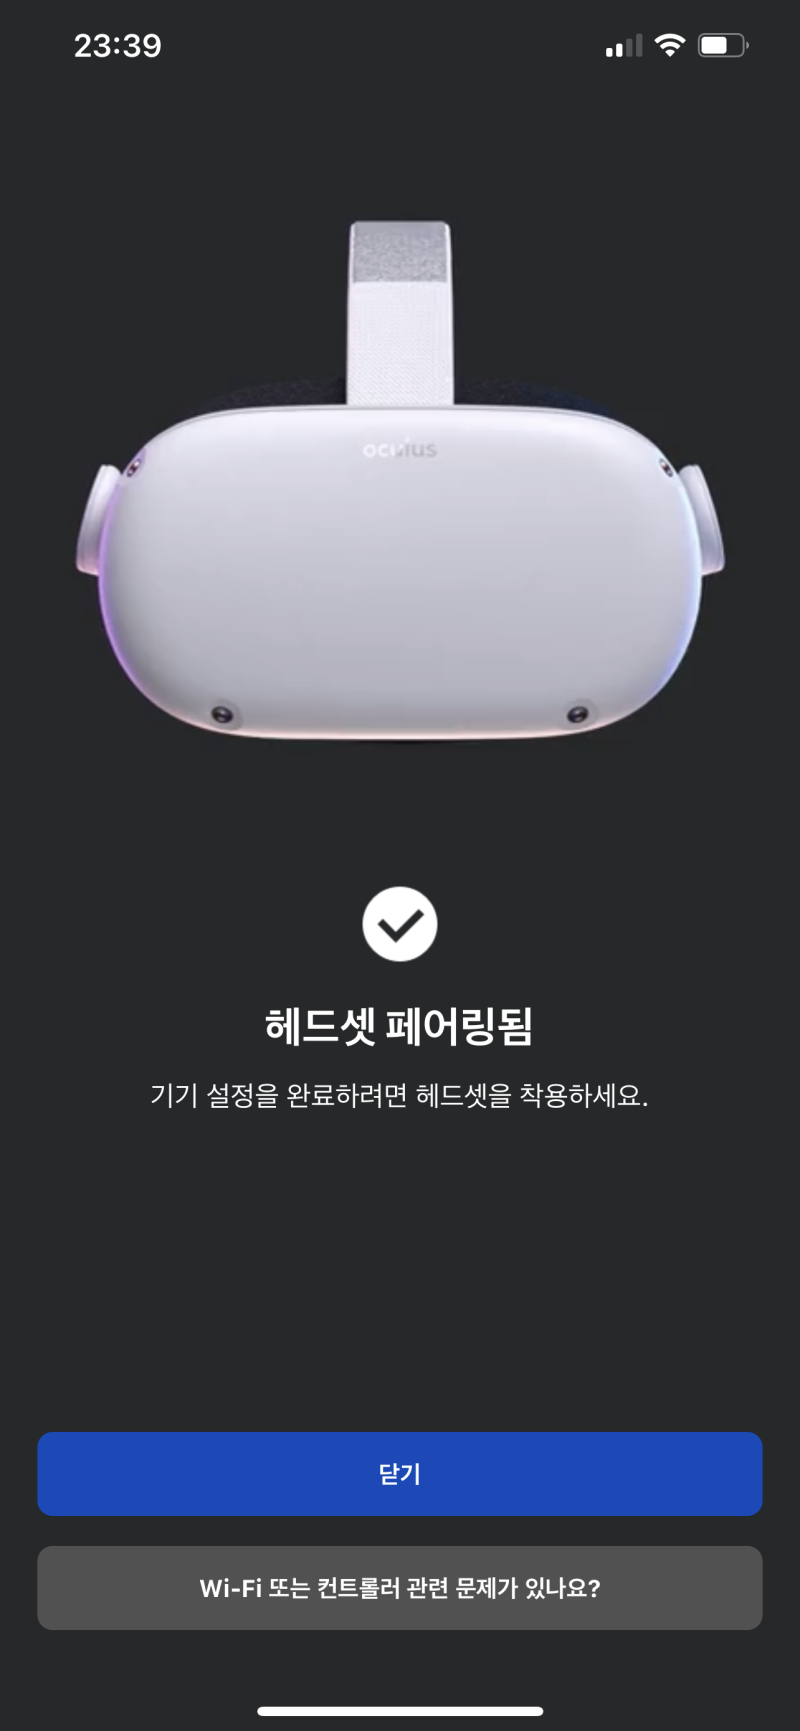 23:39
oculus
헤드셋 페어링됨
기기 설정을 완료하려면 헤드셋을 착용하세요.
닫기
Wi-Fi 또는 컨트롤러 관련 문제가 있나요?